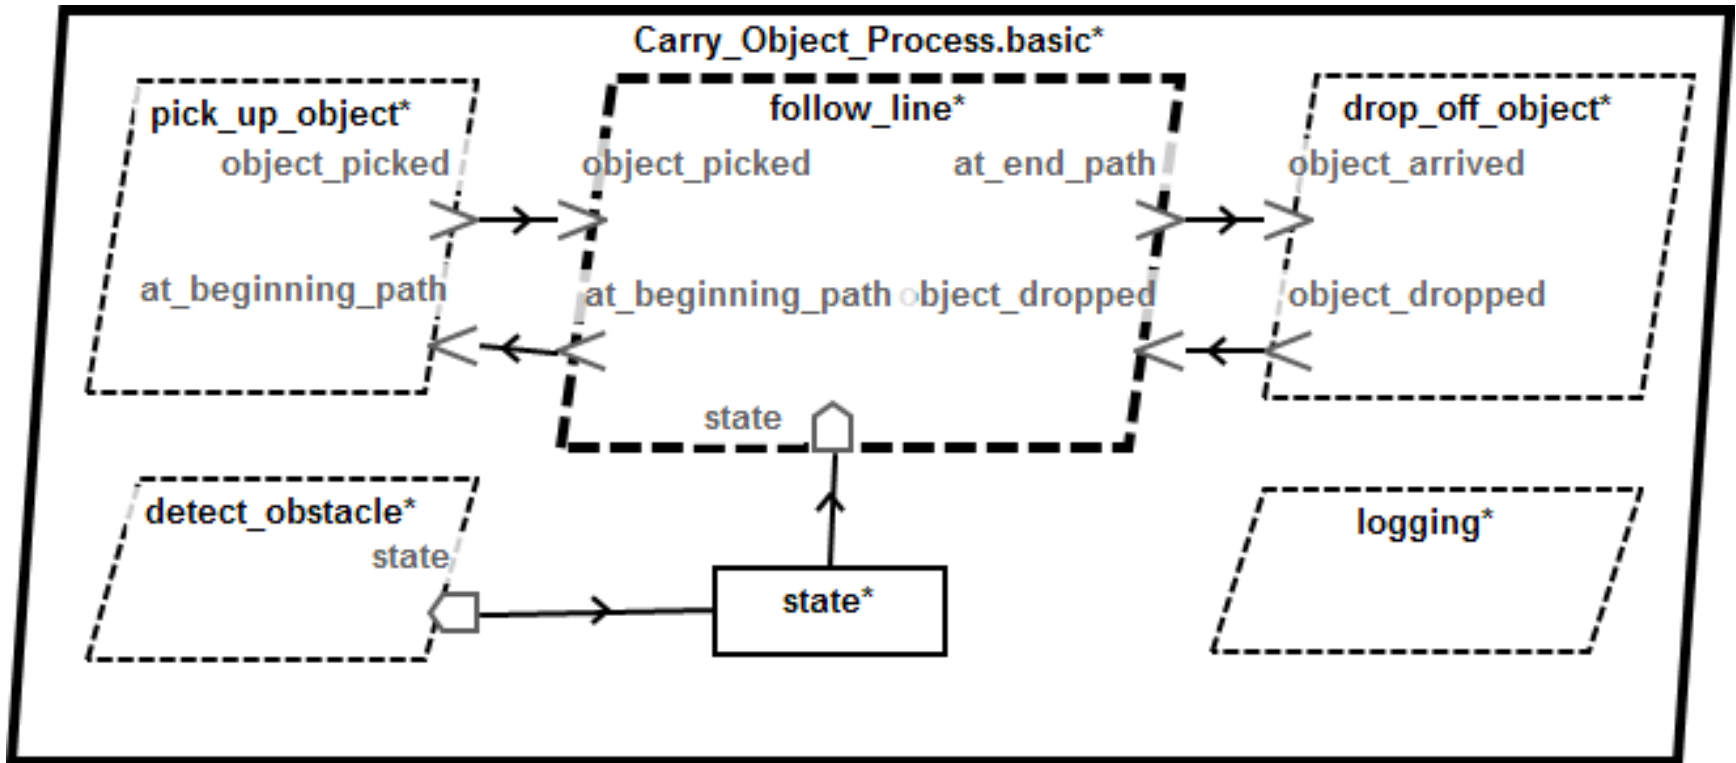 Carry_Object_Process.basic*
pick_up_object*
follow_line*
drop_off_object*
object_picked
object_picked
at_end_path
object_arrived
at_beginning_path
at_beginning_path
object_dropped
object_dropped
state
detect_obstacle*
state
state*
logging*